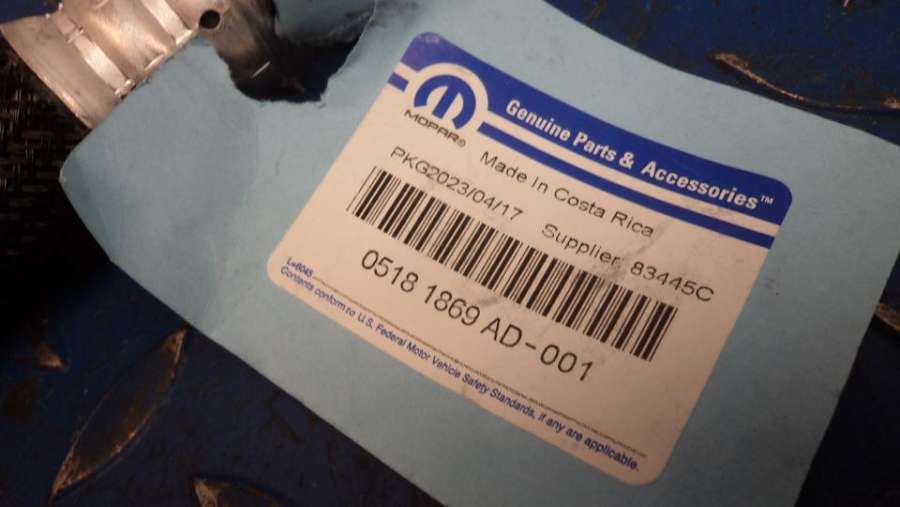 MOPAR®
Genuine Parts & Accessories™
Made In Costa Rica
PKG2023/04/17 Supplier: 83445C
0518 1869 AD-001
L=6045
Contents conform to U.S. Federal Motor Vehicle Safety Standards, if any are applicable.